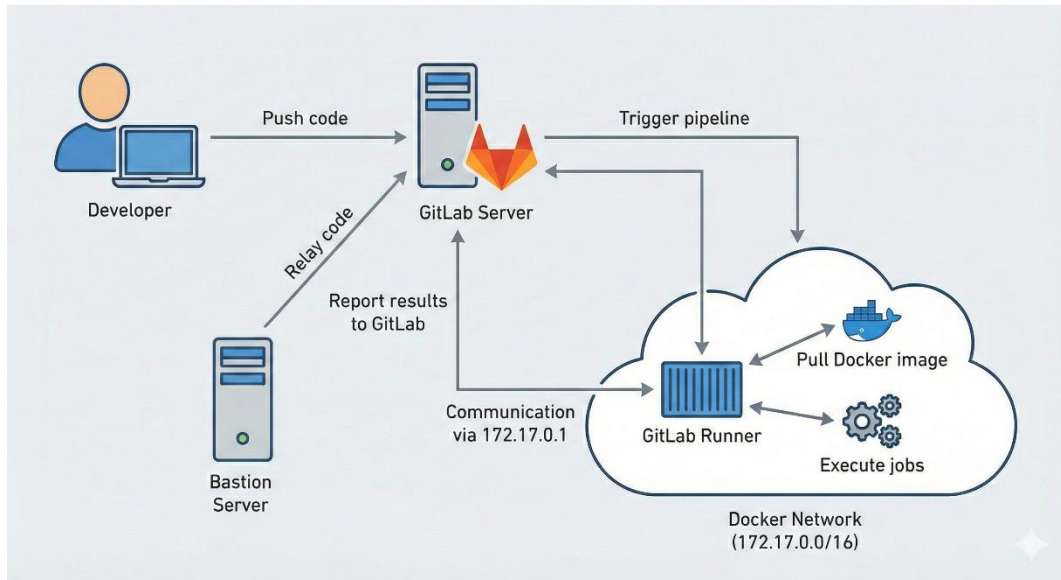 Push code
Trigger pipeline
Developer
GitLab Server
Relay code
Report results
to GitLab
Pull Docker image
Communication
via 172.17.0.1
GitLab Runner
Execute jobs
Bastion
Server
Docker Network
(172.17.0.0/16)